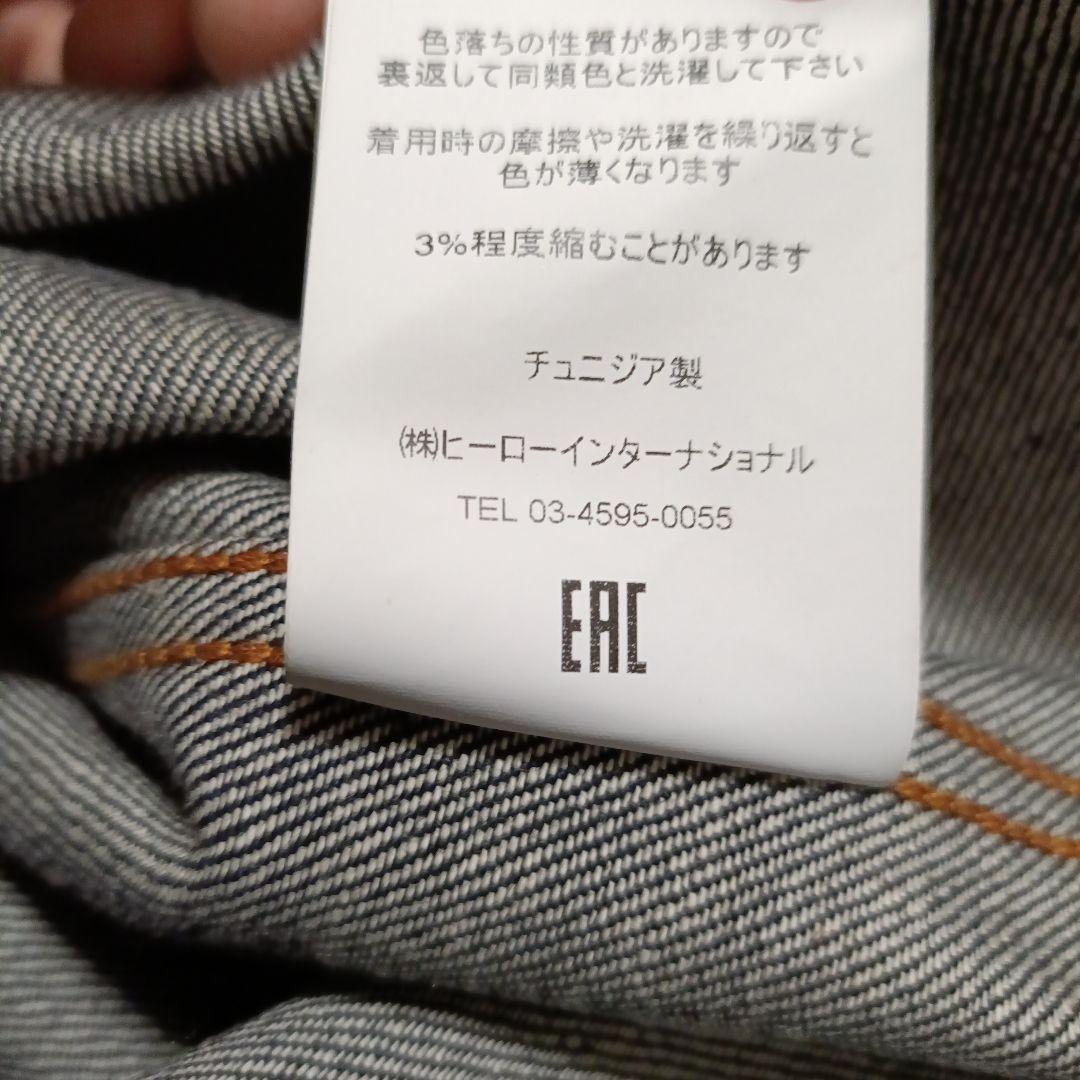 色落ちの性質がありますので
裏返して同類色と洗濯して下さい
着用時の摩擦や洗濯を繰り返すと
色が薄くなります
3%程度縮むことがあります
チュニジア製
㈱ヒーローインターナショナル
TEL 03-4595-0055
EAC